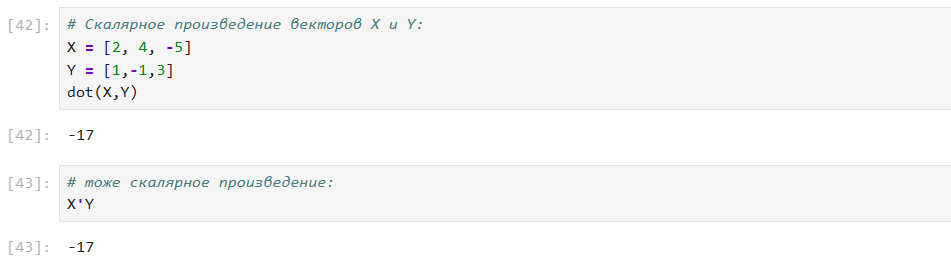 [42]: # Скалярное произведение векторов X и Y:
X = [2, 4, -5]
Y = [1,-1,3]
dot(X,Y)
[42]: -17
[43]: # тоже скалярное произведение:
X'Y
[43]: -17